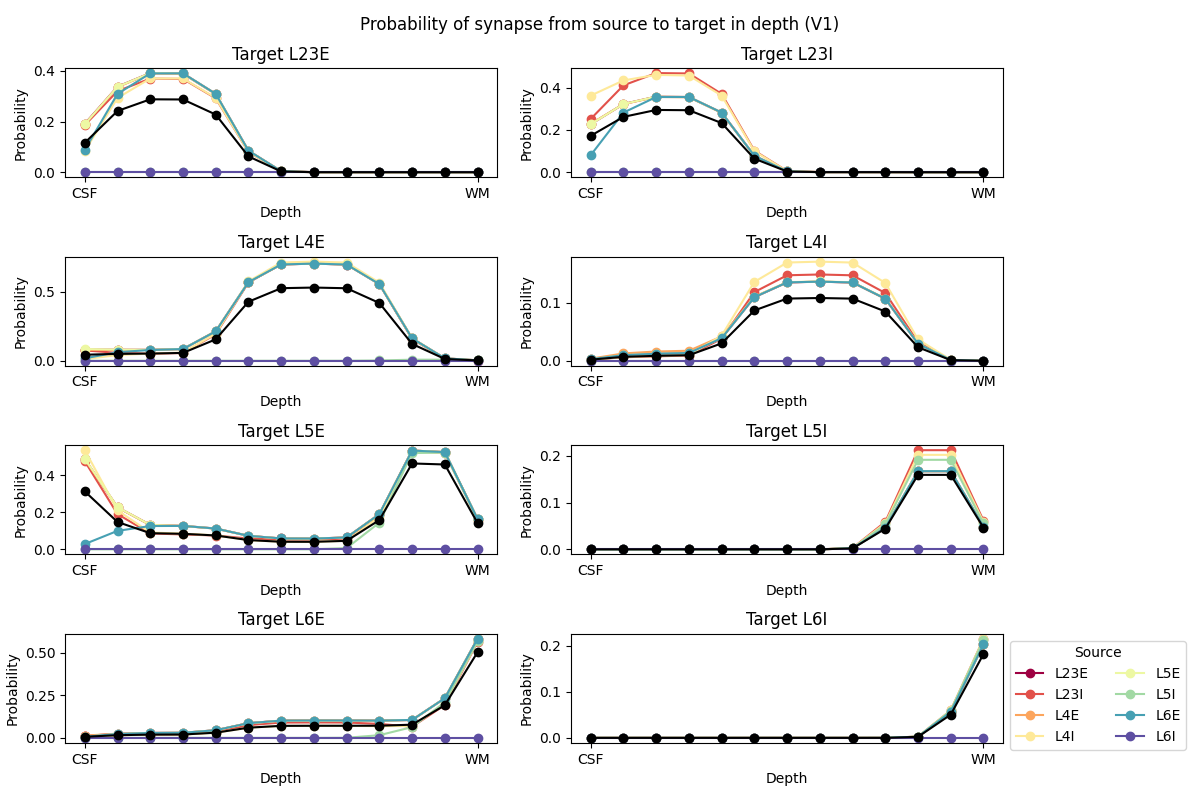 Probability of synapse from source to target in depth (V1)
Target L23E
Probability
0.4
0.2
0.0
CSF
WM
Depth
Target L23I
Probability
0.4
0.2
0.0
CSF
WM
Depth
Target L4E
Probability
0.5
0.0
CSF
WM
Depth
Target L4I
Probability
0.1
0.0
CSF
WM
Depth
Target L5E
Probability
0.4
0.2
0.0
CSF
WM
Depth
Target L5I
Probability
0.2
0.1
0.0
CSF
WM
Depth
Target L6E
Probability
0.50
0.25
0.00
CSF
WM
Depth
Target L6I
Probability
0.2
0.1
0.0
CSF
WM
Depth
Source
L23E
L23I
L4E
L4I
L5E
L5I
L6E
L6I